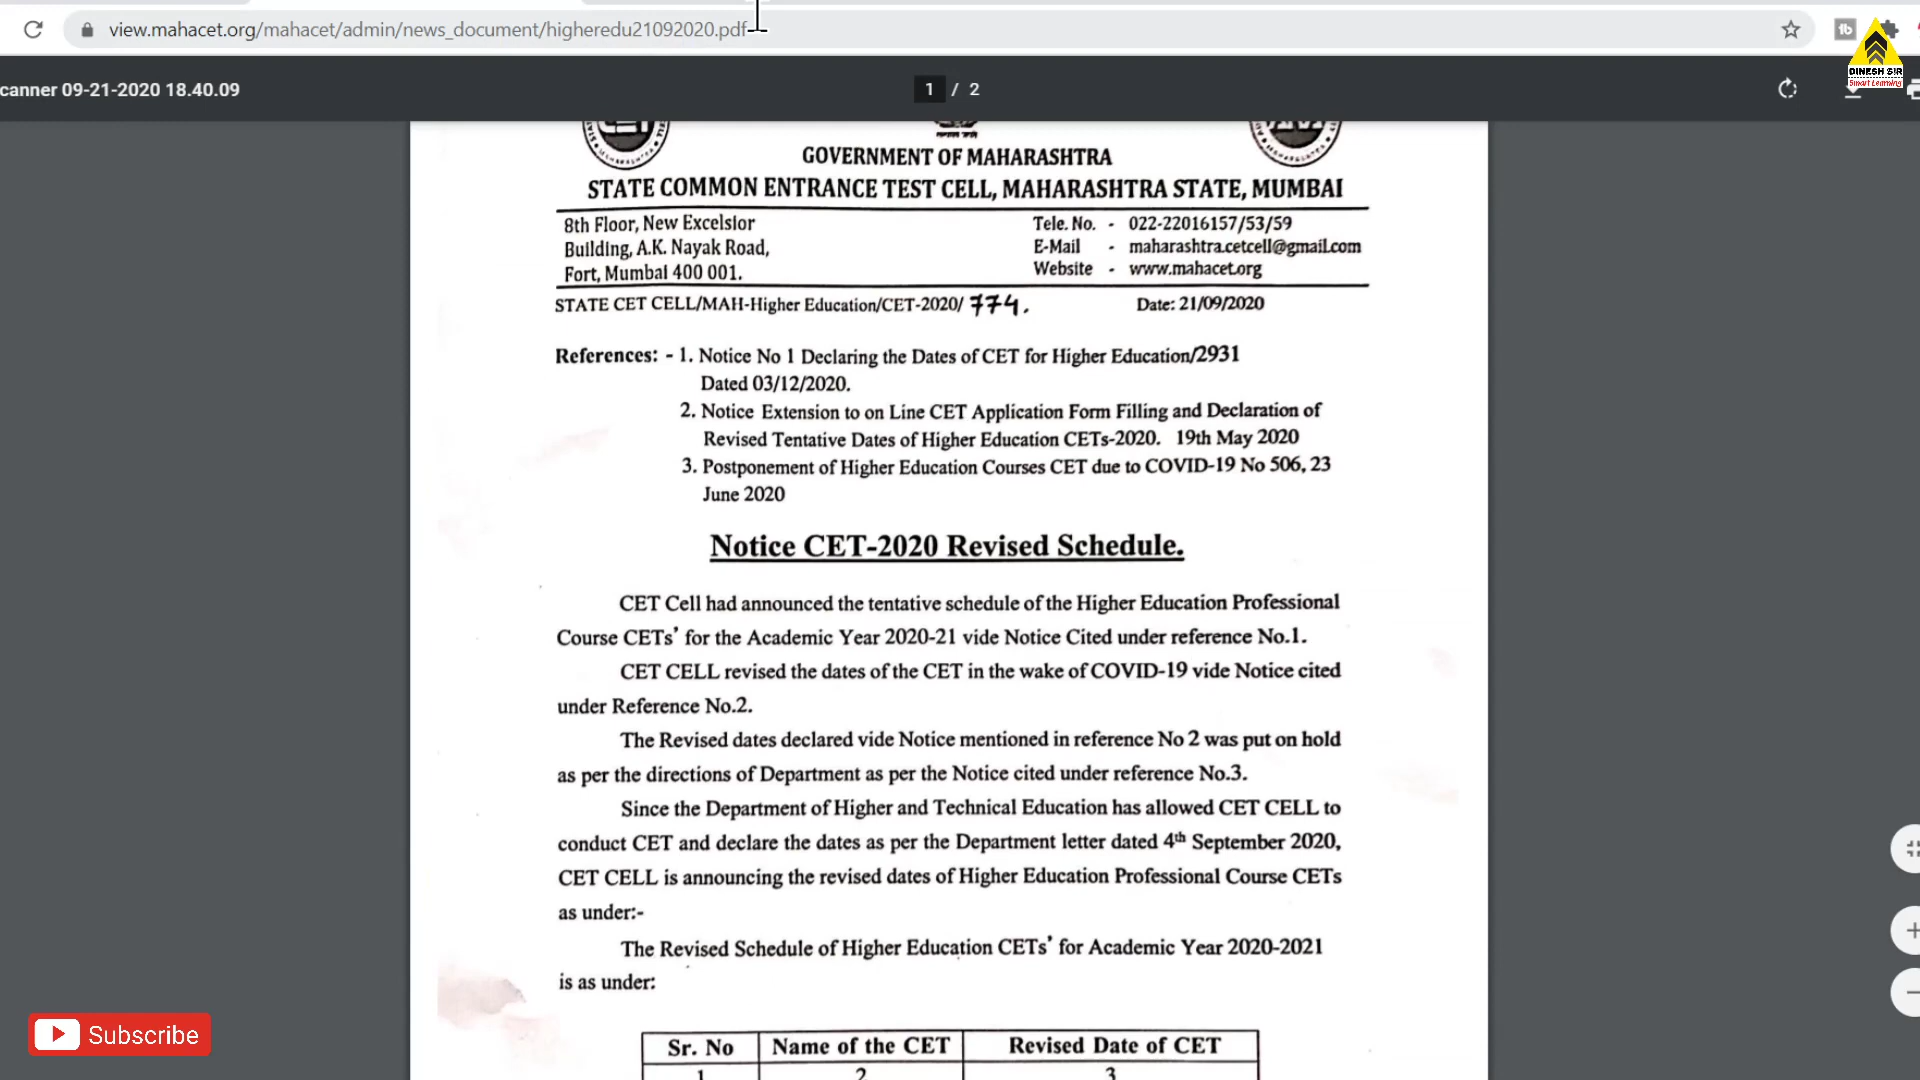 view.mahacet.org/mahacet/admin/news_document/higheredu21092020.pdf
DINESH SIR
Smart Learning
canner 09-21-2020 18.40.09
1 / 2
GOVERNMENT OF MAHARASHTRA
STATE COMMON ENTRANCE TEST CELL, MAHARASHTRA STATE, MUMBAI
8th Floor, New Excelsior
Building, A.K. Nayak Road,
Fort, Mumbai 400 001.
Tele. No. - 022-22016157/53/59
E-Mail - maharashtra.cetcell@gmail.com
Website - www.mahacet.org
STATE CET CELL/MAH-Higher Education/CET-2020/ 774. Date: 21/09/2020
References: - 1. Notice No 1 Declaring the Dates of CET for Higher Education/2931
Dated 03/12/2020.
2. Notice Extension to on Line CET Application Form Filling and Declaration of
Revised Tentative Dates of Higher Education CETs-2020. 19th May 2020
3. Postponement of Higher Education Courses CET due to COVID-19 No 506, 23
June 2020
Notice CET-2020 Revised Schedule.
CET Cell had announced the tentative schedule of the Higher Education Professional
Course CETs' for the Academic Year 2020-21 vide Notice Cited under reference No.1.
CET CELL revised the dates of the CET in the wake of COVID-19 vide Notice cited
under Reference No.2.
The Revised dates declared vide Notice mentioned in reference No 2 was put on hold
as per the directions of Department as per the Notice cited under reference No.3.
Since the Department of Higher and Technical Education has allowed CET CELL to
conduct CET and declare the dates as per the Department letter dated 4th September 2020,
CET CELL is announcing the revised dates of Higher Education Professional Course CETs
as under:-
The Revised Schedule of Higher Education CETs' for Academic Year 2020-2021
is as under:
Sr. No Name of the CET Revised Date of CET
1 2 3
Subscribe